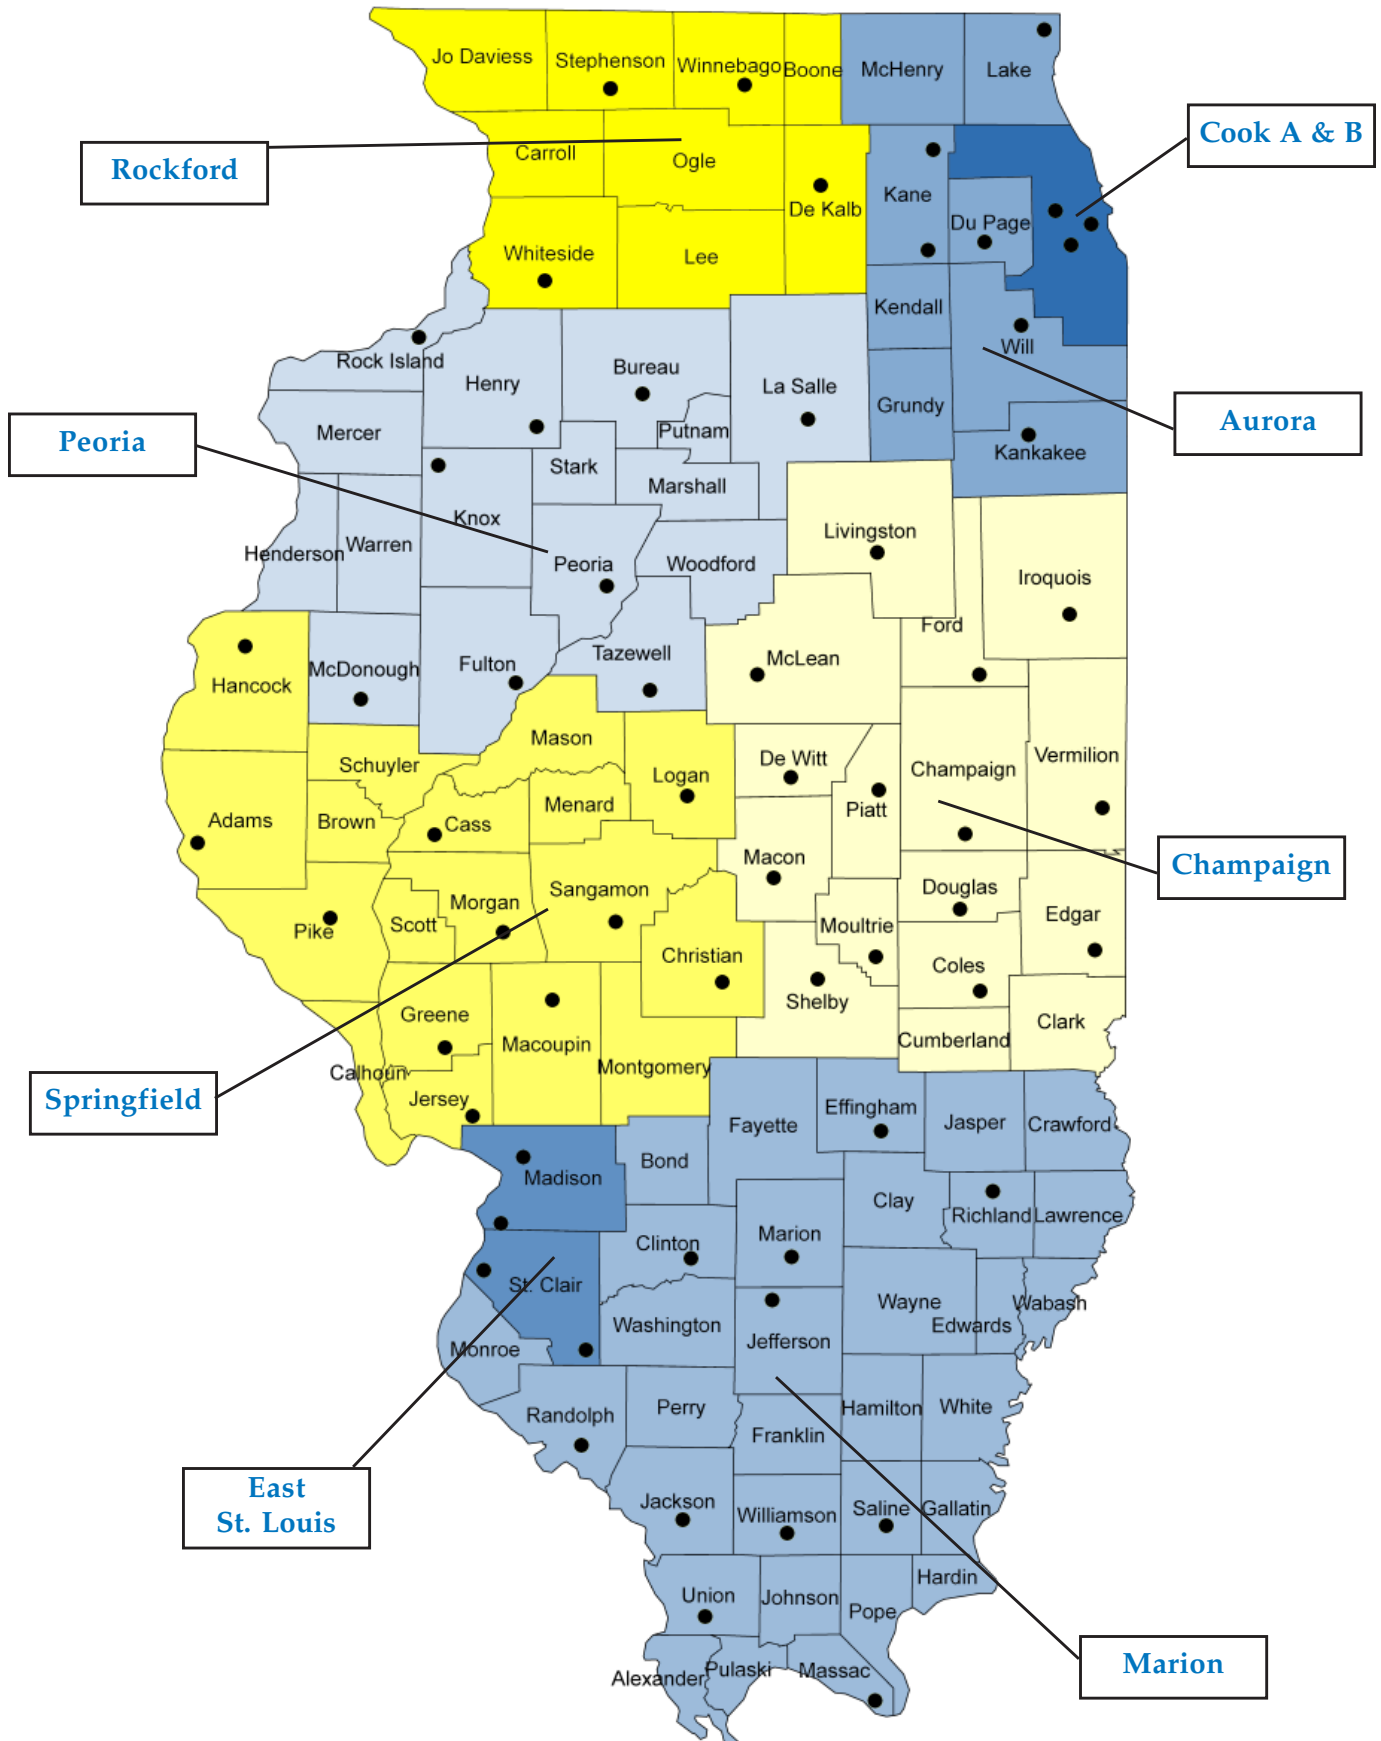 Jo Daviess
Stephenson
Winnebago
Boone
McHenry
Lake
Cook A & B
Rockford
Carroll
Ogle
De Kalb
Kane
Du Page
Whiteside
Lee
Kendall
Will
Rock Island
Henry
Bureau
La Salle
Grundy
Aurora
Peoria
Mercer
Putnam
Kankakee
Stark
Marshall
Knox
Livingston
Henderson
Warren
Peoria
Woodford
Iroquois
Ford
Hancock
McDonough
Fulton
Tazewell
McLean
Schuyler
Mason
Logan
De Witt
Champaign
Vermilion
Adams
Brown
Cass
Menard
Piatt
Macon
Champaign
Pike
Scott
Morgan
Sangamon
Christian
Moultrie
Douglas
Edgar
Coles
Shelby
Greene
Macoupin
Montgomery
Cumberland
Clark
Calhoun
Jersey
Springfield
Fayette
Effingham
Jasper
Crawford
Madison
Bond
Clay
Richland
Lawrence
Clinton
Marion
St. Clair
Washington
Jefferson
Wayne
Edwards
Wabash
Monroe
Randolph
Perry
Franklin
Hamilton
White
East
St. Louis
Jackson
Williamson
Saline
Gallatin
Union
Johnson
Pope
Hardin
Alexander
Pulaski
Massac
Marion